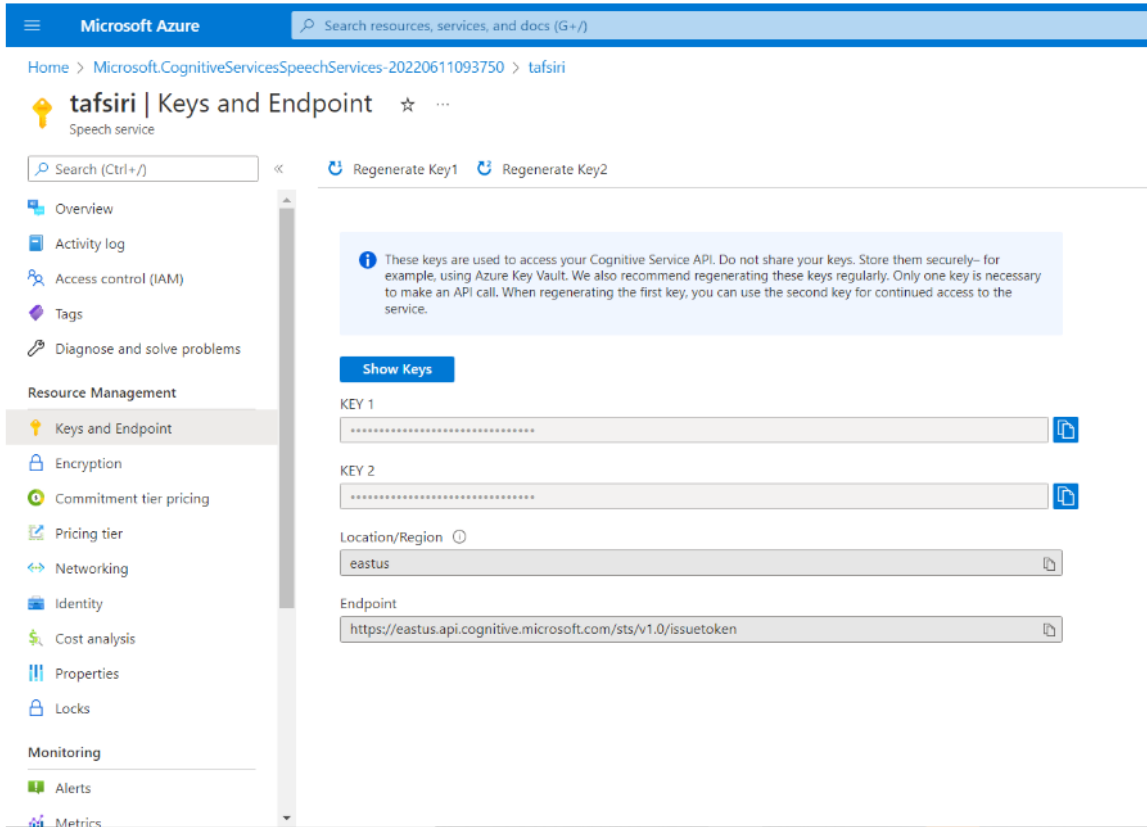 Microsoft Azure
Search resources, services, and docs (G+/)
Home > Microsoft.CognitiveServicesSpeechServices-20220611093750 > tafsiri
tafsiri | Keys and Endpoint ☆ ...
Speech service
Search (Ctrl+/) «
Regenerate Key1 Regenerate Key2
Overview
Activity log
Access control (IAM)
Tags
Diagnose and solve problems
Resource Management
Keys and Endpoint
Encryption
Commitment tier pricing
Pricing tier
Networking
Identity
Cost analysis
Properties
Locks
Monitoring
Alerts
Metrics
These keys are used to access your Cognitive Service API. Do not share your keys. Store them securely– for
example, using Azure Key Vault. We also recommend regenerating these keys regularly. Only one key is necessary
to make an API call. When regenerating the first key, you can use the second key for continued access to the
service.
Show Keys
KEY 1
••••••••••••••••••••••••••••••••
KEY 2
••••••••••••••••••••••••••••••••
Location/Region
eastus
Endpoint
https://eastus.api.cognitive.microsoft.com/sts/v1.0/issuetoken